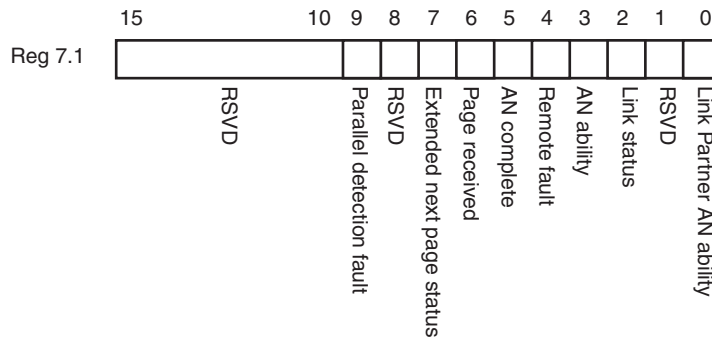 15 10 9 8 7 6 5 4 3 2 1 0
Reg 7.1
RSVD
Parallel detection fault
RSVD
Extended next page status
Page received
AN complete
Remote fault
AN ability
Link status
RSVD
Link Partner AN ability